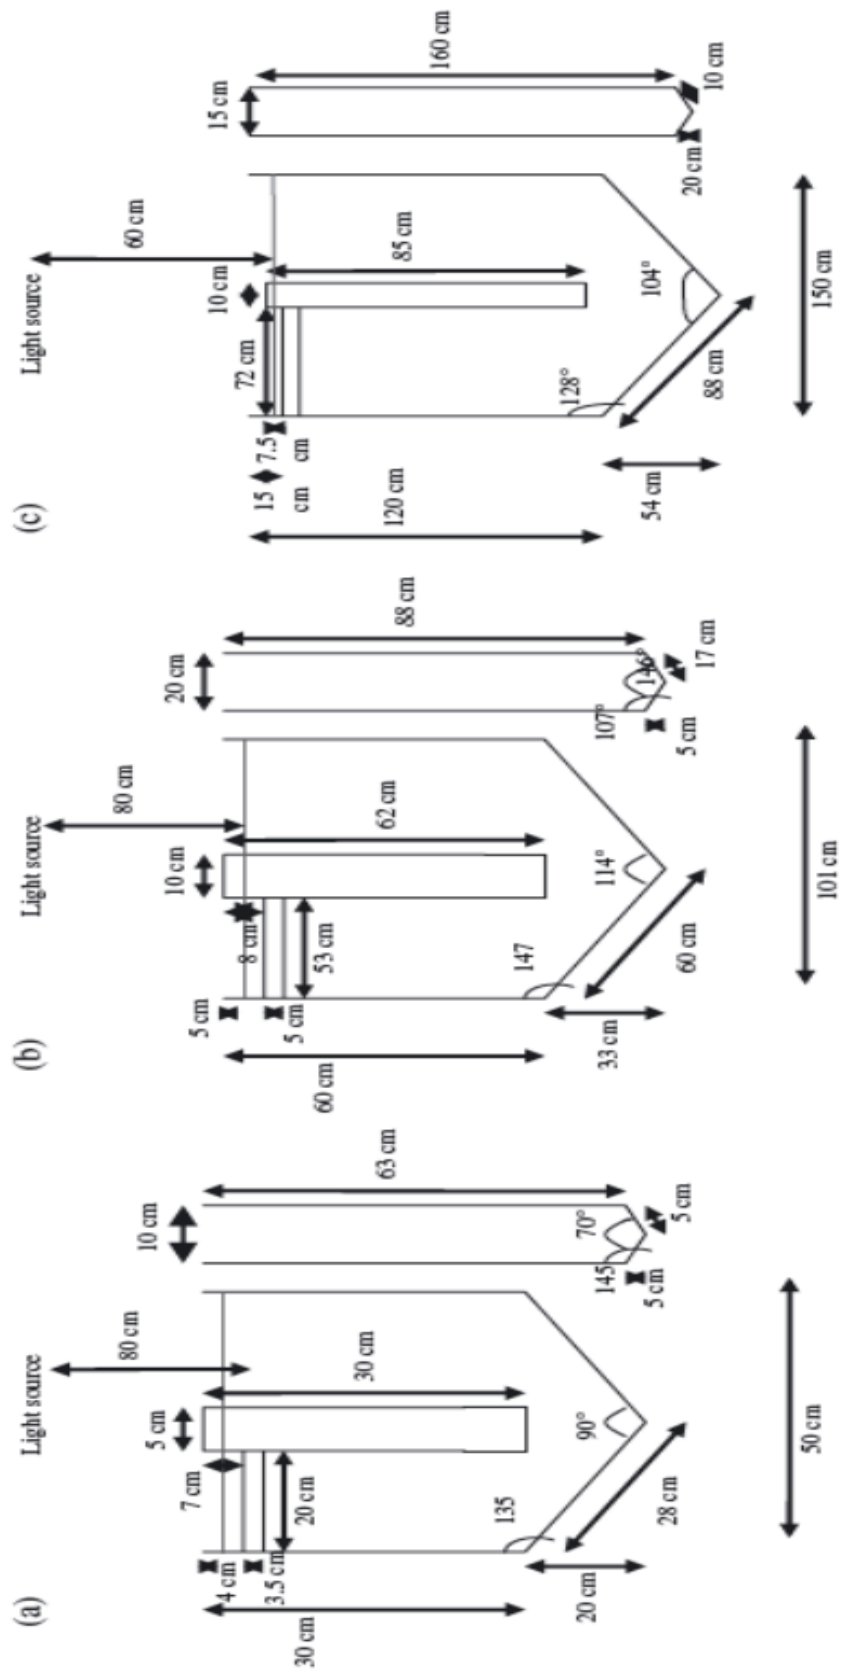 (a)
Light source
80 cm
10 cm
5 cm
7 cm
4 cm
3.5 cm
20 cm
30 cm
30 cm
63 cm
135
90°
145
70°
5 cm
5 cm
20 cm
28 cm
50 cm
(b)
Light source
80 cm
20 cm
10 cm
5 cm
8 cm
5 cm
53 cm
62 cm
60 cm
88 cm
147
114°
107°
146°
17 cm
5 cm
33 cm
60 cm
101 cm
(c)
Light source
60 cm
15 cm
10 cm
72 cm
7.5
cm
15
cm
85 cm
120 cm
160 cm
128°
104°
10 cm
20 cm
54 cm
88 cm
150 cm